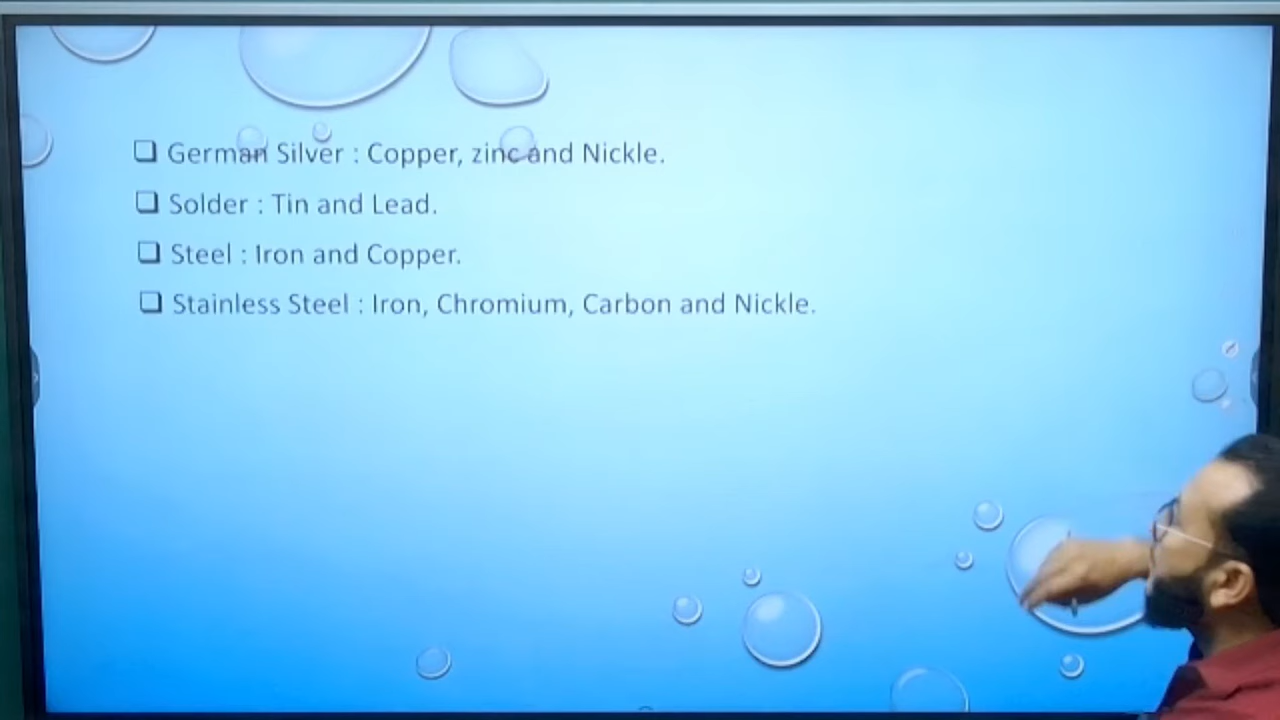 ❑ German Silver : Copper, zinc and Nickle.
❑ Solder : Tin and Lead.
❑ Steel : Iron and Copper.
❑ Stainless Steel : Iron, Chromium, Carbon and Nickle.